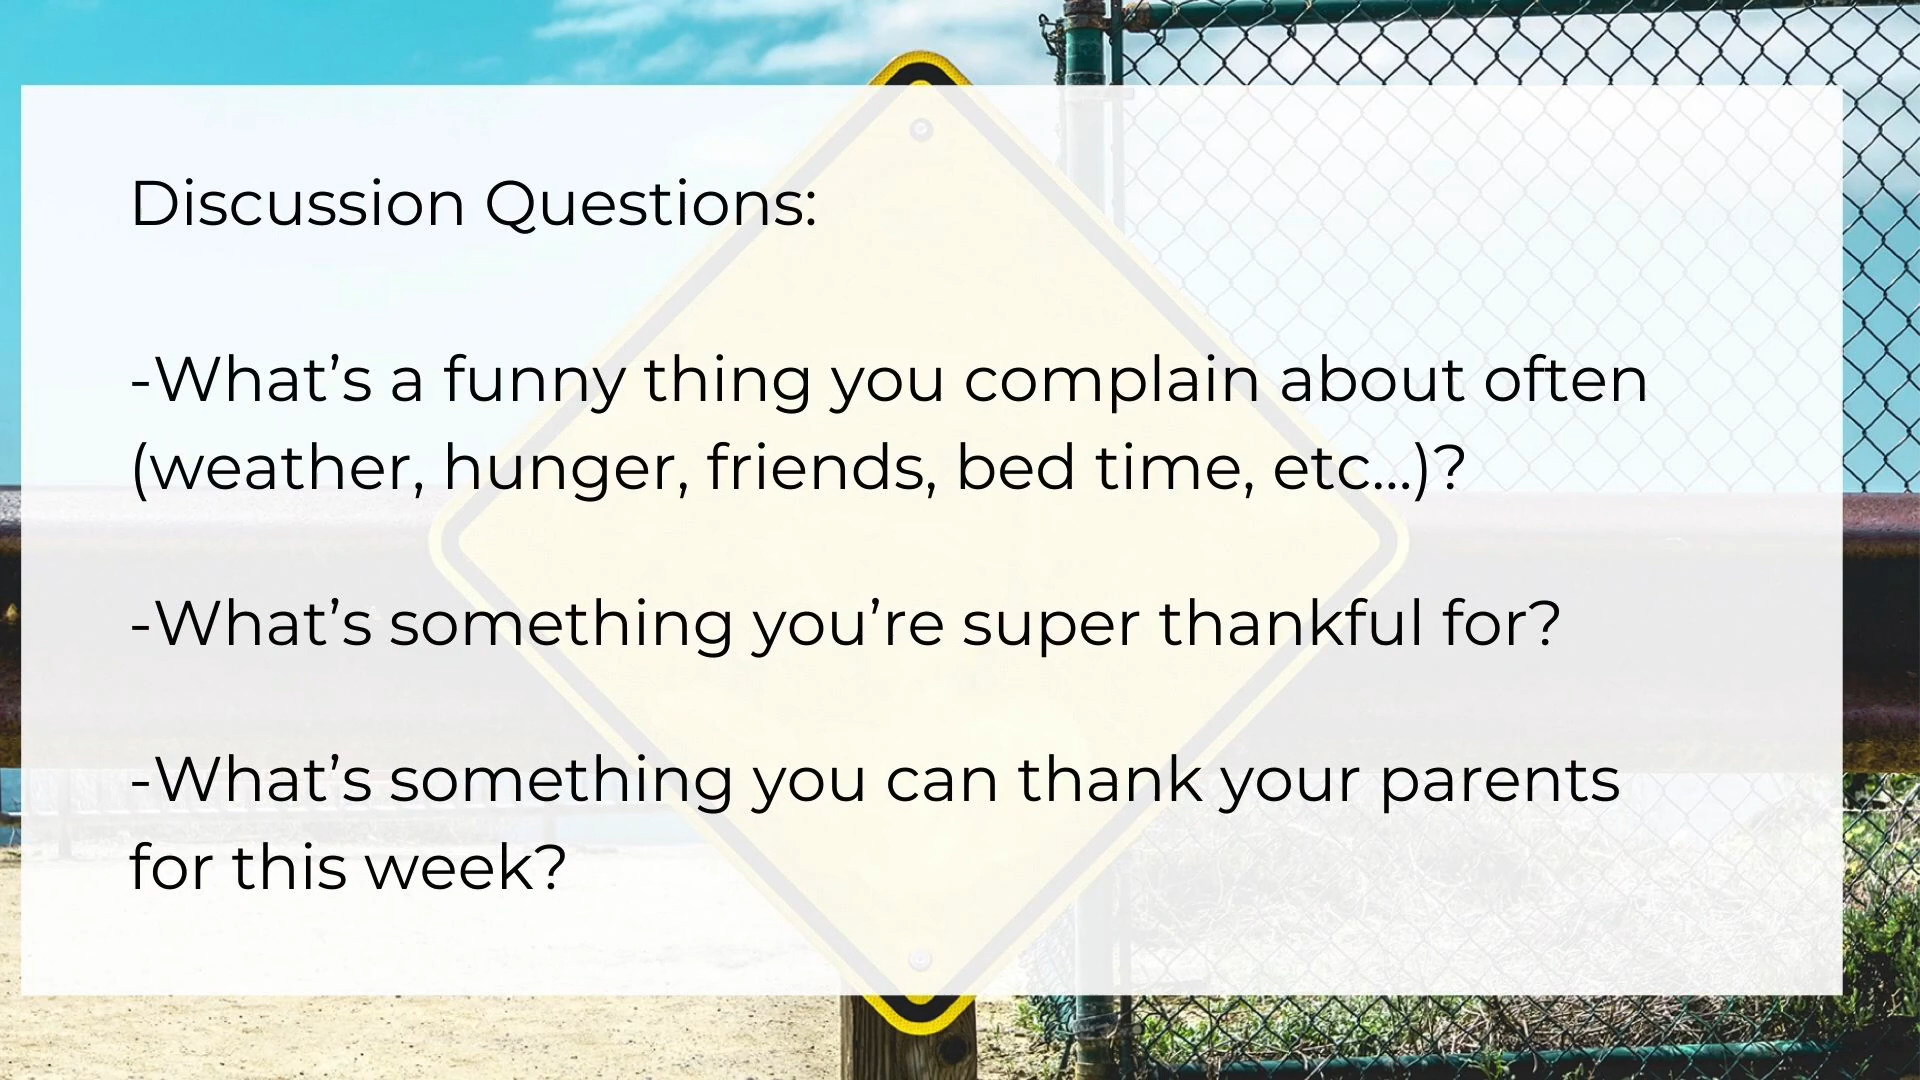 Discussion Questions:
-What’s a funny thing you complain about often
(weather, hunger, friends, bed time, etc...)?
-What’s something you’re super thankful for?
-What’s something you can thank your parents
for this week?